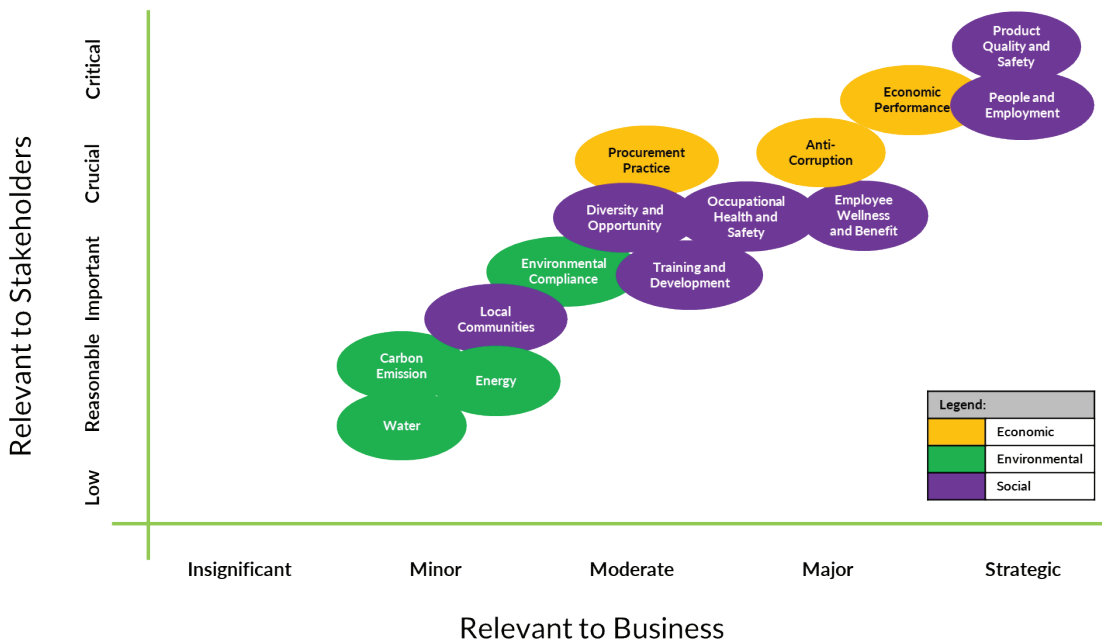 Relevant to Stakeholders
Critical
Crucial
Important
Reasonable
Low
Product
Quality and
Safety
Economic
Performance
People and
Employment
Procurement
Practice
Anti-
Corruption
Diversity and
Opportunity
Occupational
Health and
Safety
Employee
Wellness
and Benefit
Environmental
Compliance
Training and
Development
Local
Communities
Carbon
Emission
Energy
Water
Legend:
Economic
Environmental
Social
Insignificant
Minor
Moderate
Major
Strategic
Relevant to Business